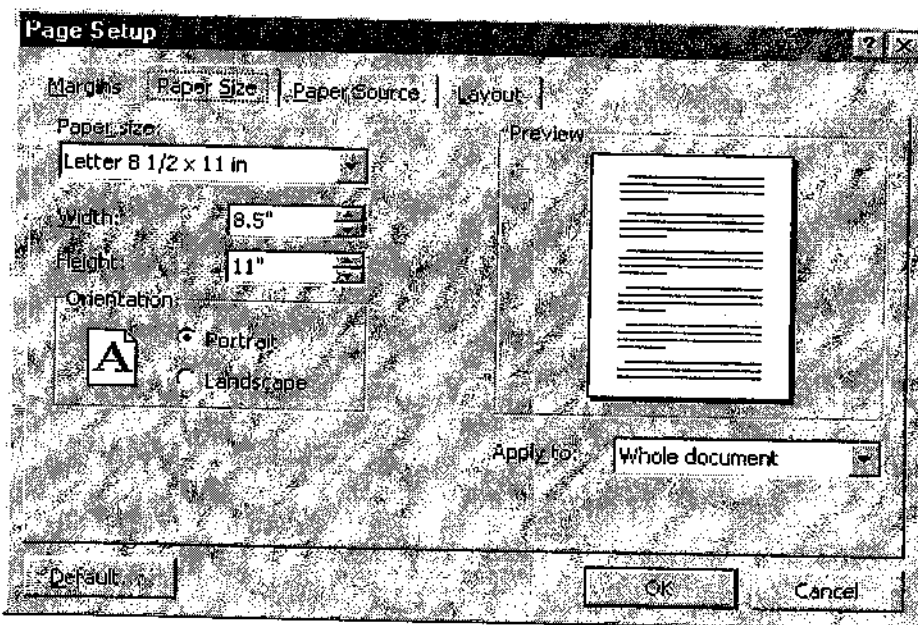 Page Setup
Margins Paper Size Paper Source Layout
Paper size:
Letter 8 1/2 x 11 in
Width: 8.5"
Height: 11"
Orientation
A
Portrait
Landscape
Preview
Apply to: Whole document
Default... OK Cancel